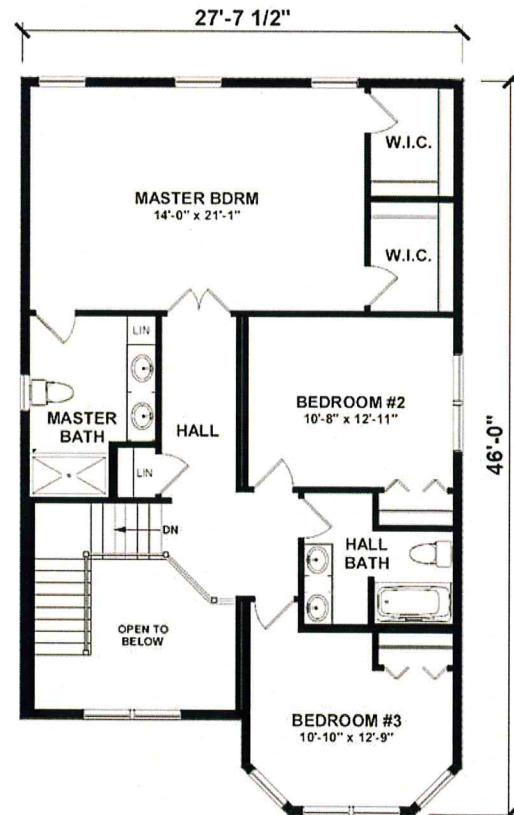 27'-7 1/2"
W.I.C.
MASTER BDRM
14'-0" x 21'-1"
W.I.C.
LIN
BEDROOM #2
10'-8" x 12'-11"
MASTER
BATH
HALL
46'-0"
LIN
DN
HALL
BATH
OPEN TO
BELOW
BEDROOM #3
10'-10" x 12'-9"